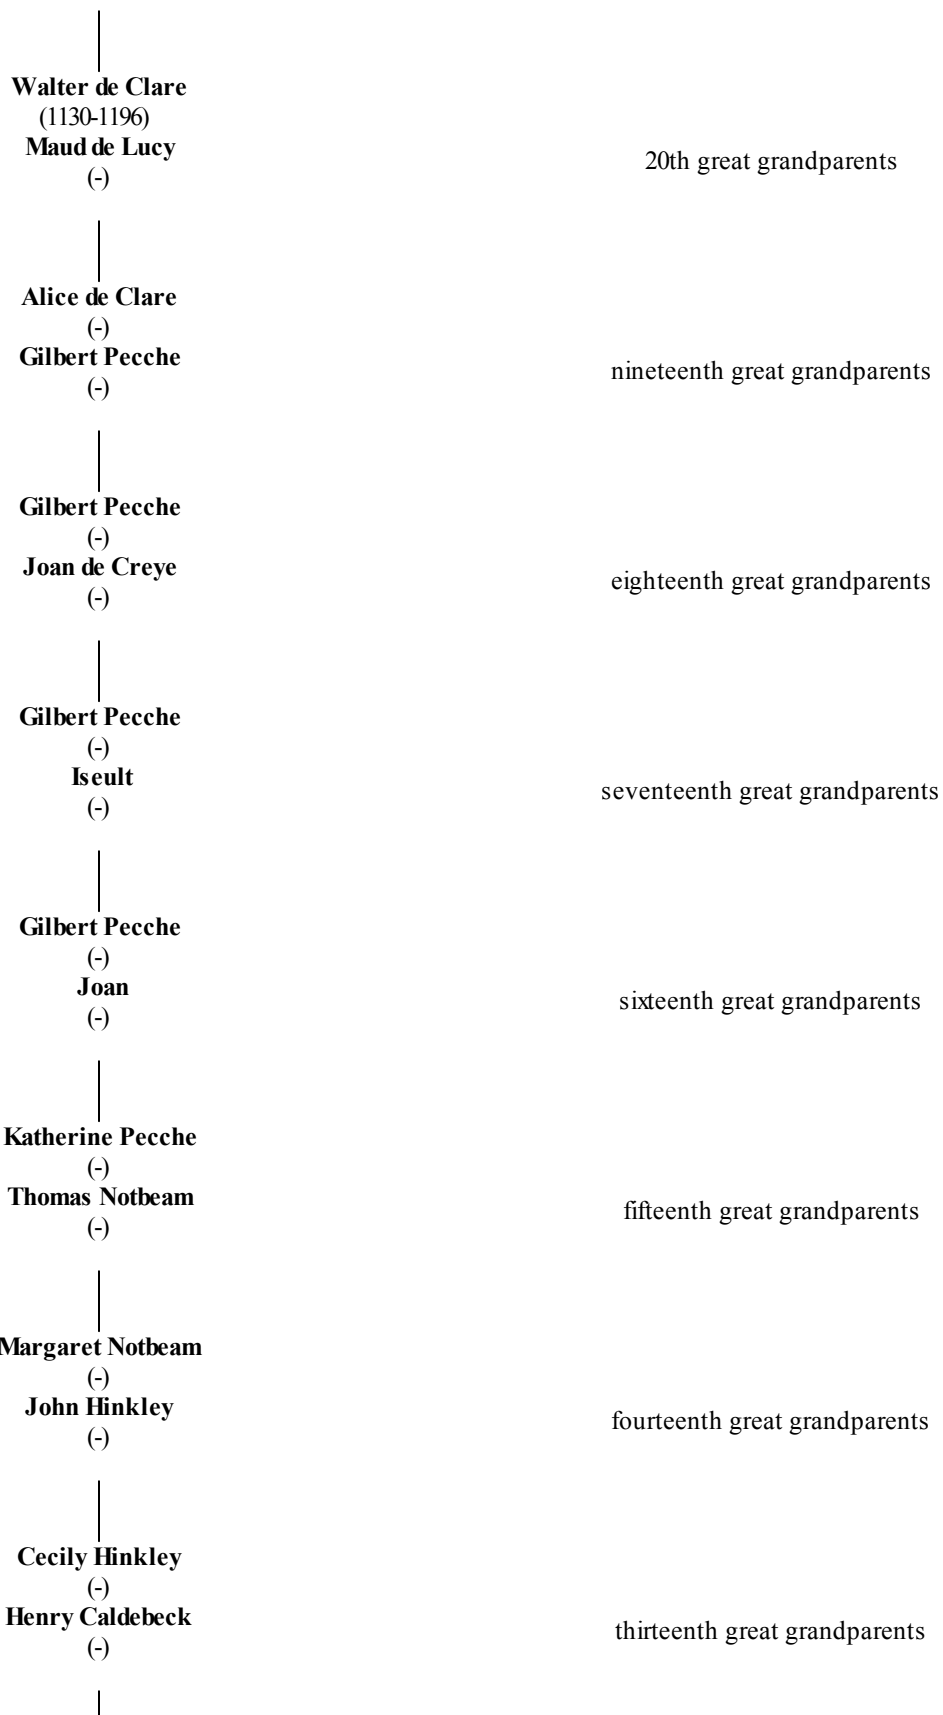 Walter de Clare
(1130-1196)
Maud de Lucy
(-)
20th great grandparents
Alice de Clare
(-)
Gilbert Pecche
(-)
nineteenth great grandparents
Gilbert Pecche
(-)
Joan de Creye
(-)
eighteenth great grandparents
Gilbert Pecche
(-)
Iseult
(-)
seventeenth great grandparents
Gilbert Pecche
(-)
Joan
(-)
sixteenth great grandparents
Katherine Pecche
(-)
Thomas Notbeam
(-)
fifteenth great grandparents
Margaret Notbeam
(-)
John Hinkley
(-)
fourteenth great grandparents
Cecily Hinkley
(-)
Henry Caldebeck
(-)
thirteenth great grandparents